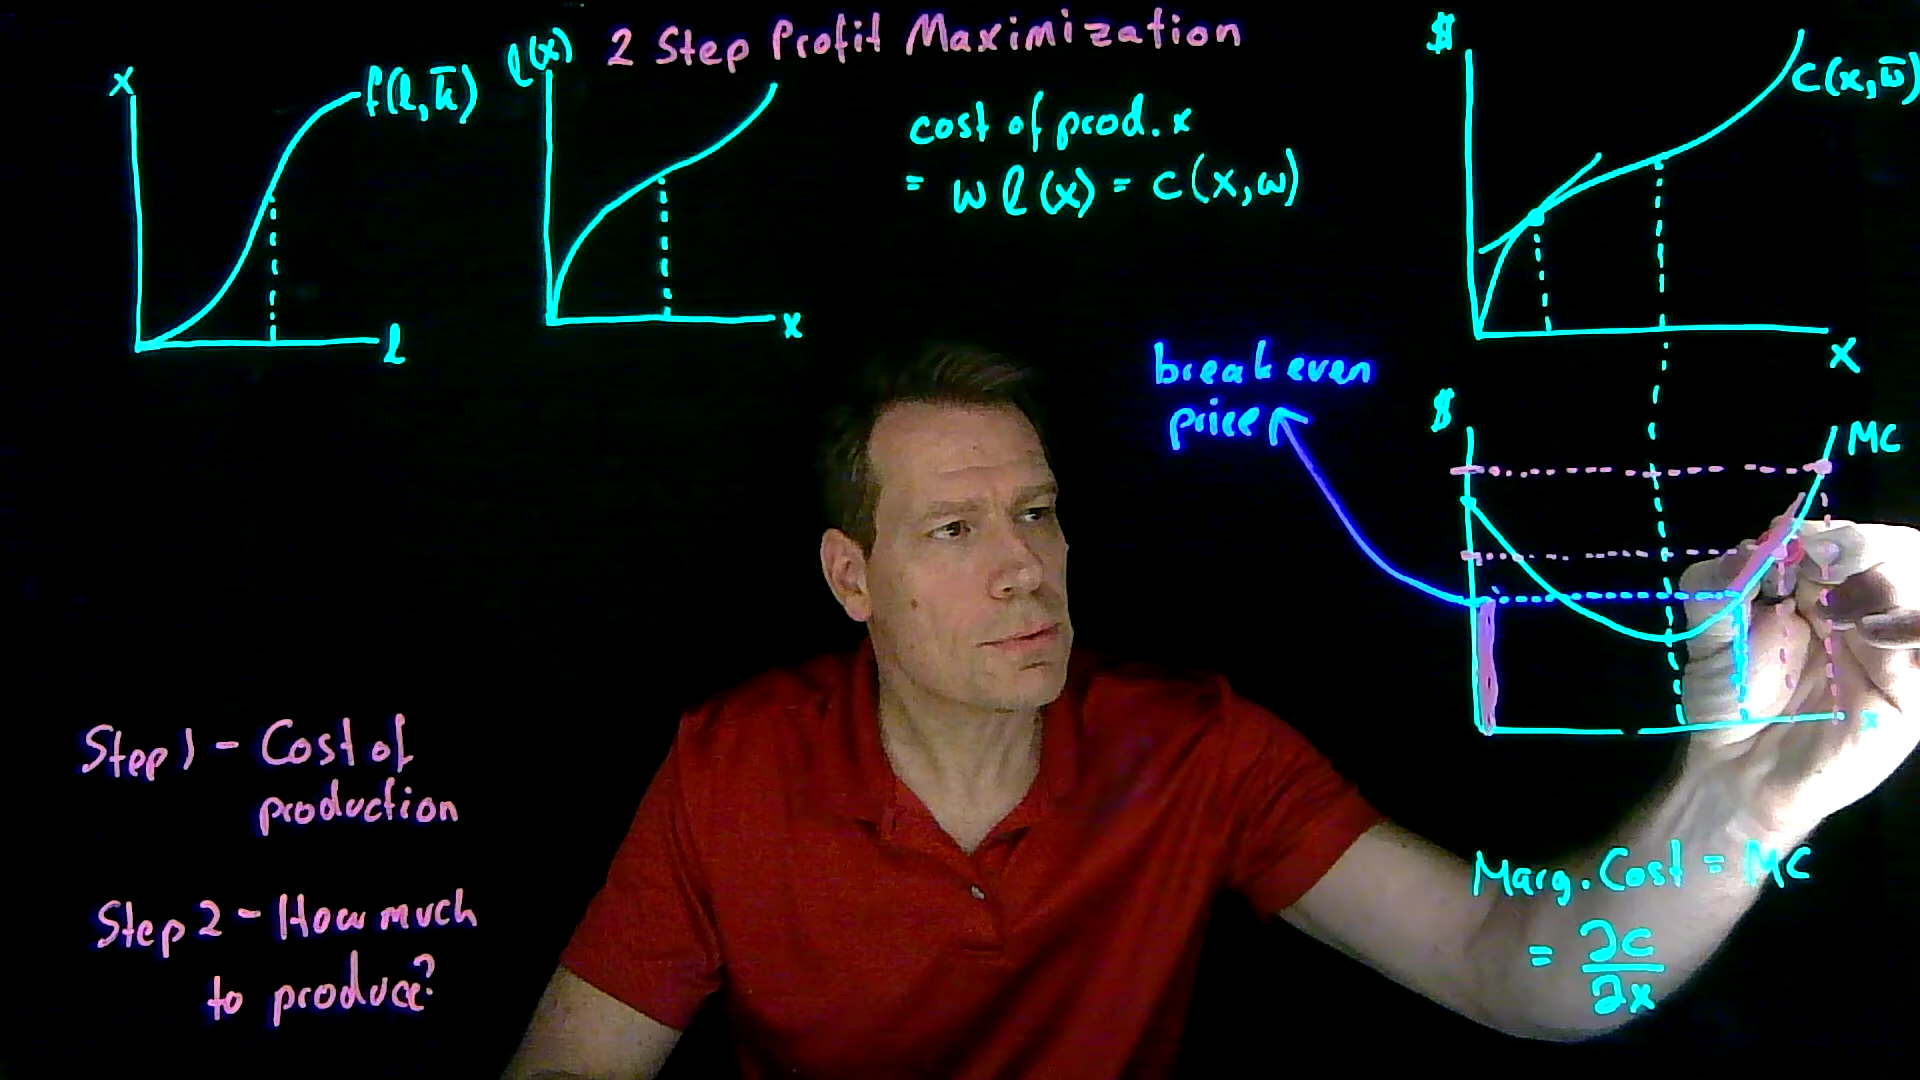 2 Step Profit Maximization
x
f(l, k̄)
l
l(x)
x
cost of prod. x
= w l(x) = c(x,w)
$
c(x, w̄)
x
break even
price
$
MC
x
Step 1 - Cost of
production
Step 2 - How much
to produce?
Marg. Cost = MC
= ∂c
∂x